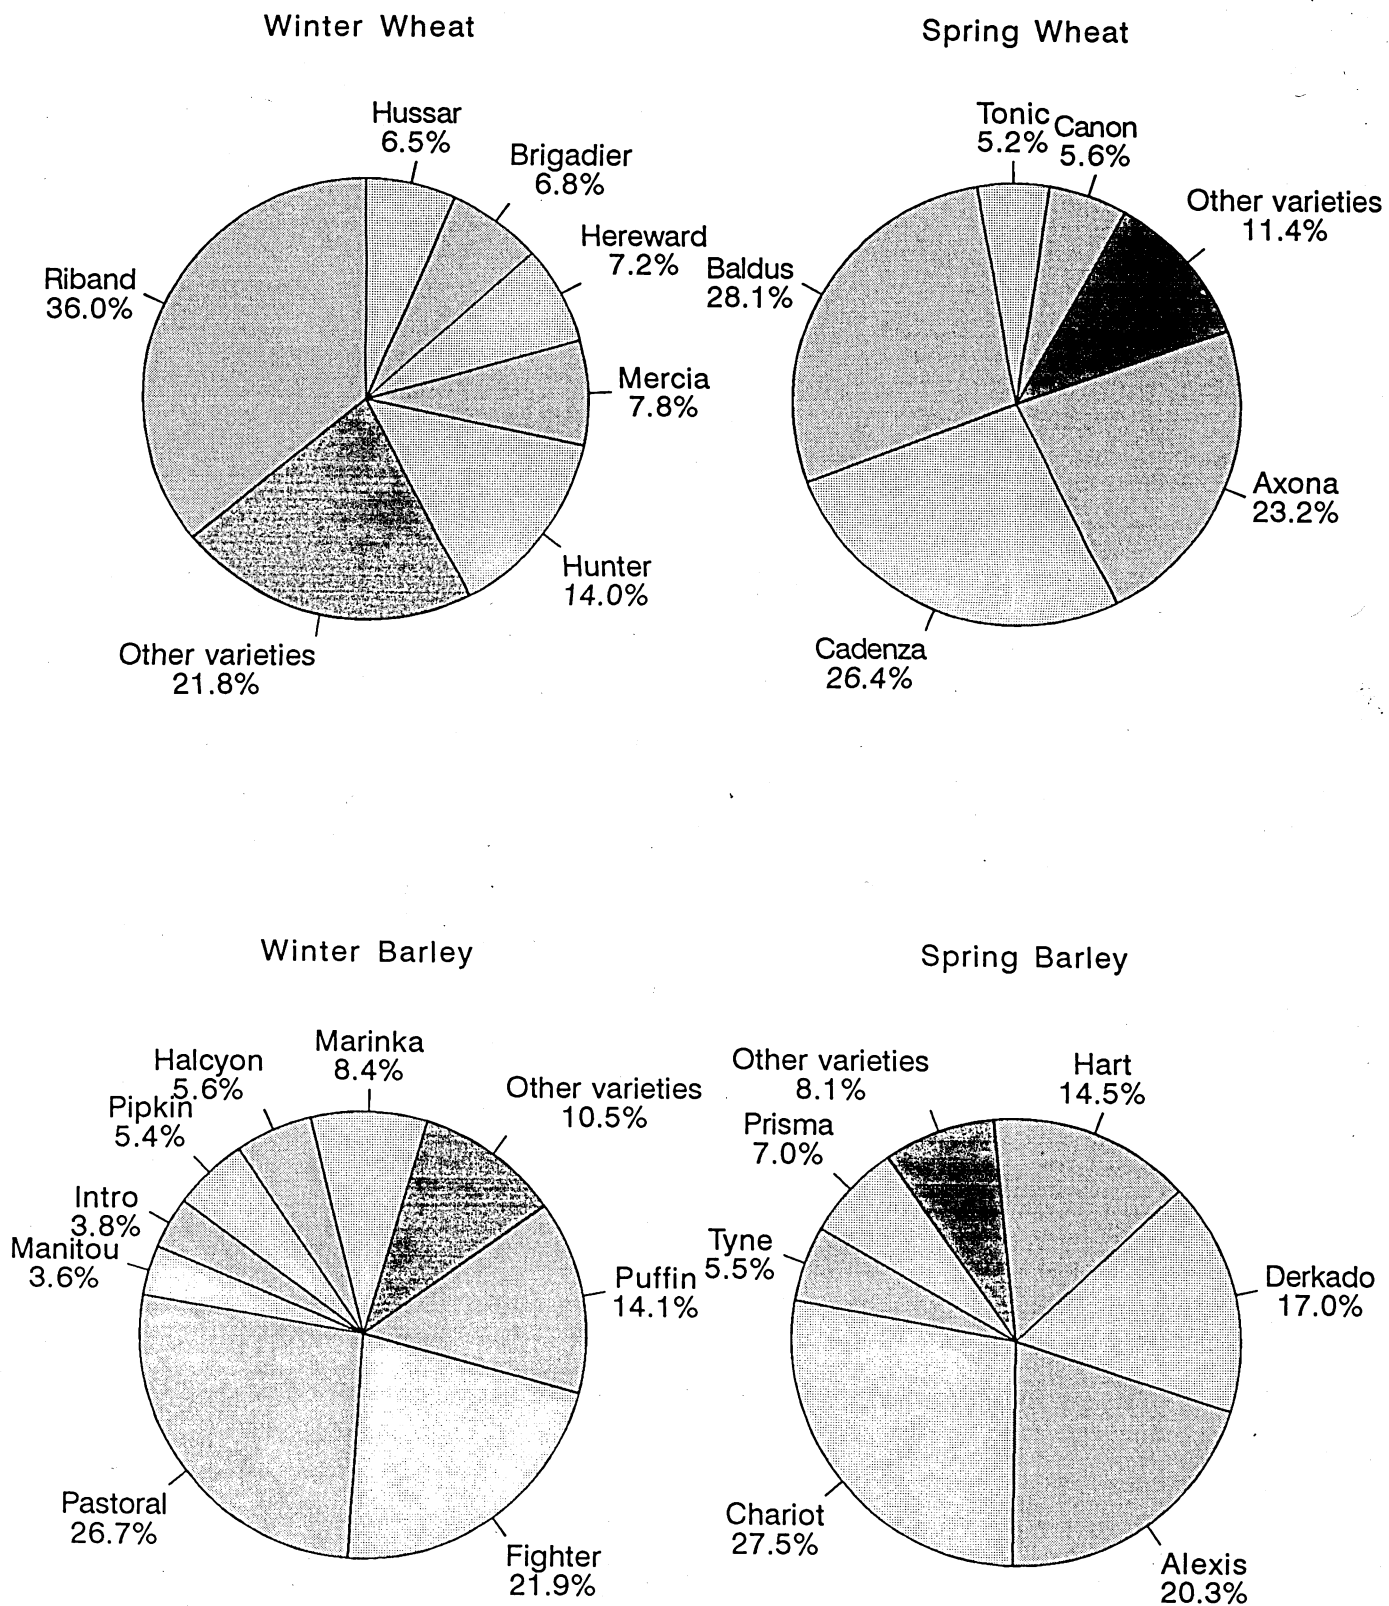 Winter Wheat
Hussar
6.5%
Brigadier
6.8%
Hereward
7.2%
Mercia
7.8%
Hunter
14.0%
Other varieties
21.8%
Riband
36.0%
Spring Wheat
Tonic
5.2%
Canon
5.6%
Other varieties
11.4%
Axona
23.2%
Cadenza
26.4%
Baldus
28.1%
Winter Barley
Marinka
8.4%
Other varieties
10.5%
Puffin
14.1%
Fighter
21.9%
Pastoral
26.7%
Manitou
3.6%
Intro
3.8%
Pipkin
5.4%
Halcyon
5.6%
Spring Barley
Hart
14.5%
Derkado
17.0%
Alexis
20.3%
Chariot
27.5%
Tyne
5.5%
Prisma
7.0%
Other varieties
8.1%